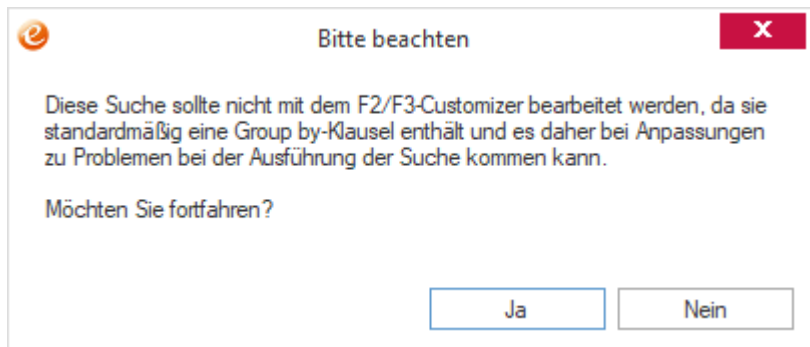 Bitte beachten
Diese Suche sollte nicht mit dem F2/F3-Customizer bearbeitet werden, da sie
standardmäßig eine Group by-Klausel enthält und es daher bei Anpassungen
zu Problemen bei der Ausführung der Suche kommen kann.
Möchten Sie fortfahren?
Ja
Nein